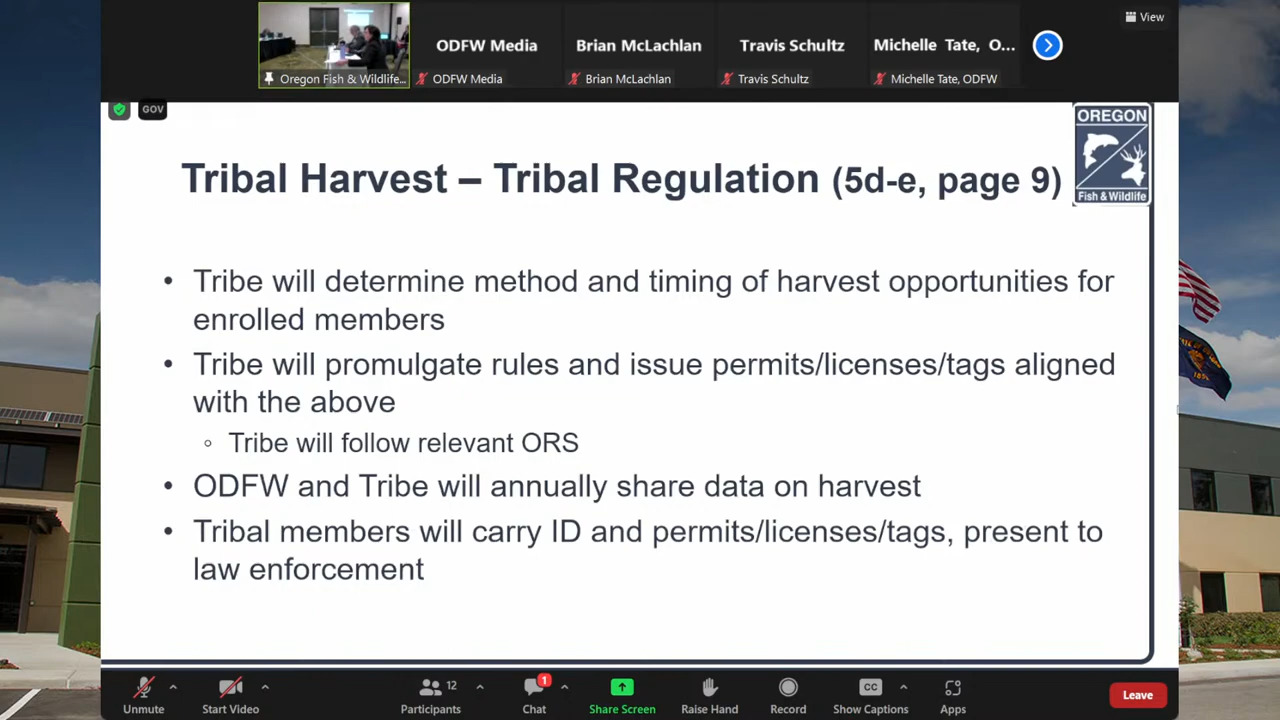 View
ODFW Media
Brian McLachlan
Travis Schultz
Michelle Tate, O...
Oregon Fish & Wildlife...
ODFW Media
Brian McLachlan
Travis Schultz
Michelle Tate, ODFW
GOV
OREGON
Fish & Wildlife
Tribal Harvest – Tribal Regulation (5d-e, page 9)
• Tribe will determine method and timing of harvest opportunities for
enrolled members
• Tribe will promulgate rules and issue permits/licenses/tags aligned
with the above
◦ Tribe will follow relevant ORS
• ODFW and Tribe will annually share data on harvest
• Tribal members will carry ID and permits/licenses/tags, present to
law enforcement
Unmute
Start Video
12
Participants
1
Chat
Share Screen
Raise Hand
Record
CC
Show Captions
Apps
Leave